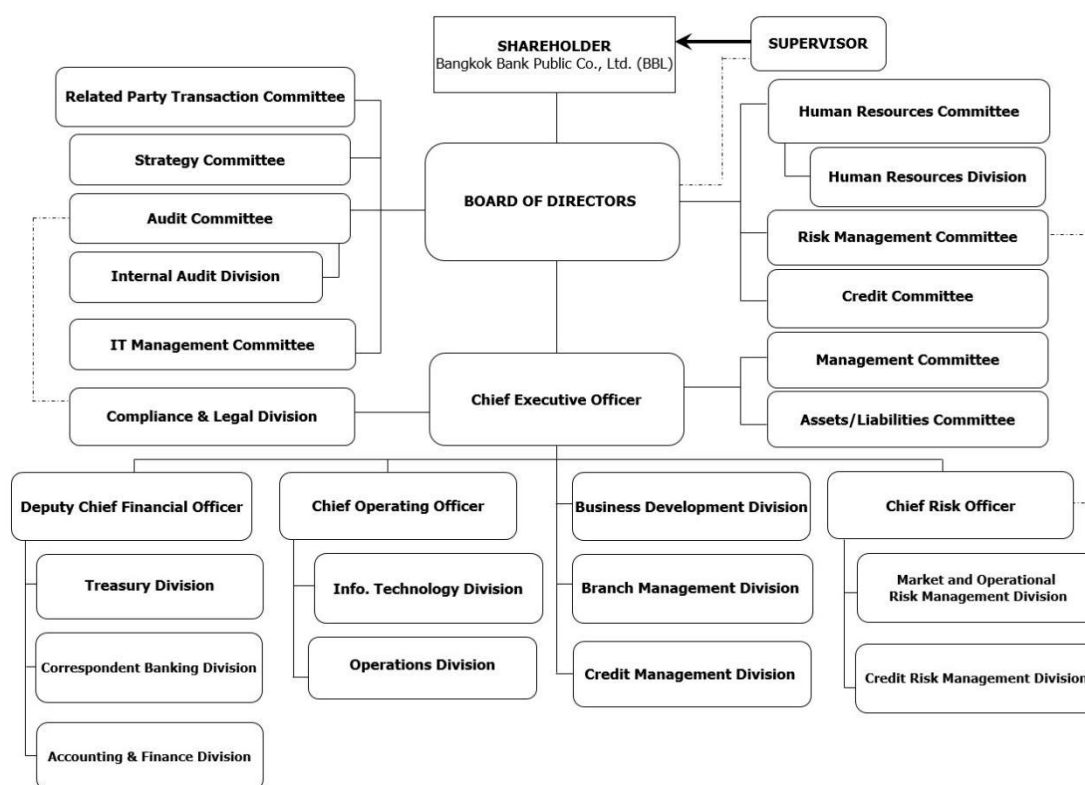 SHAREHOLDER
Bangkok Bank Public Co., Ltd. (BBL)
SUPERVISOR
Related Party Transaction Committee
Strategy Committee
Audit Committee
Internal Audit Division
IT Management Committee
Compliance & Legal Division
BOARD OF DIRECTORS
Chief Executive Officer
Human Resources Committee
Human Resources Division
Risk Management Committee
Credit Committee
Management Committee
Assets/Liabilities Committee
Deputy Chief Financial Officer
Treasury Division
Correspondent Banking Division
Accounting & Finance Division
Chief Operating Officer
Info. Technology Division
Operations Division
Business Development Division
Branch Management Division
Credit Management Division
Chief Risk Officer
Market and Operational
Risk Management Division
Credit Risk Management Division